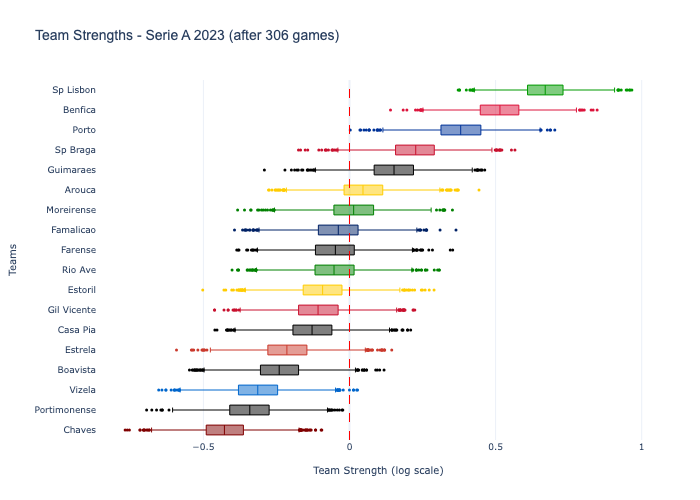 Team Strengths - Serie A 2023 (after 306 games)
Sp Lisbon
Benfica
Porto
Sp Braga
Guimaraes
Arouca
Moreirense
Famalicao
Farense
Rio Ave
Estoril
Gil Vicente
Casa Pia
Estrela
Boavista
Vizela
Portimonense
Chaves
Teams
−0.5
0
0.5
1
Team Strength (log scale)